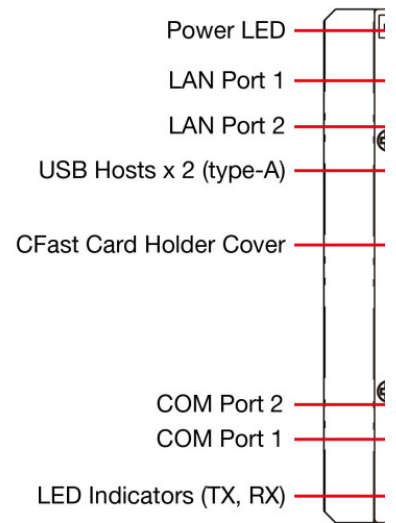 Power LED
LAN Port 1
LAN Port 2
USB Hosts x 2 (type-A)
CFast Card Holder Cover
COM Port 2
COM Port 1
LED Indicators (TX, RX)